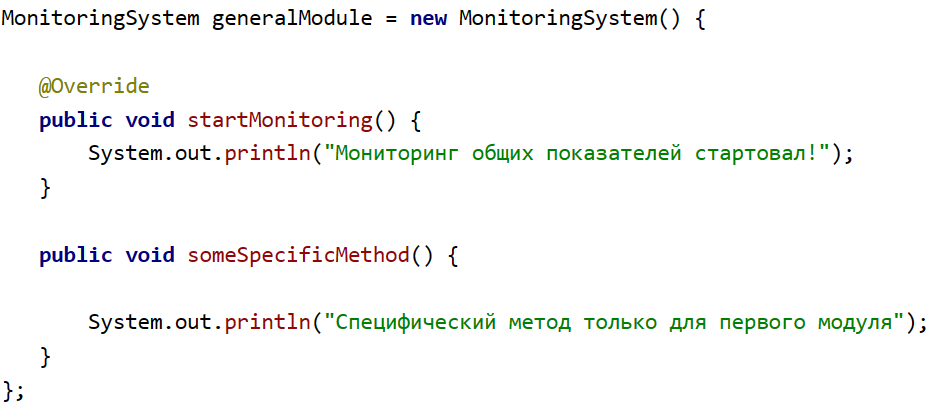 MonitoringSystem generalModule = new MonitoringSystem() {
@Override
public void startMonitoring() {
System.out.println("Мониторинг общих показателей стартовал!");
}
public void someSpecificMethod() {
System.out.println("Специфический метод только для первого модуля");
}
};